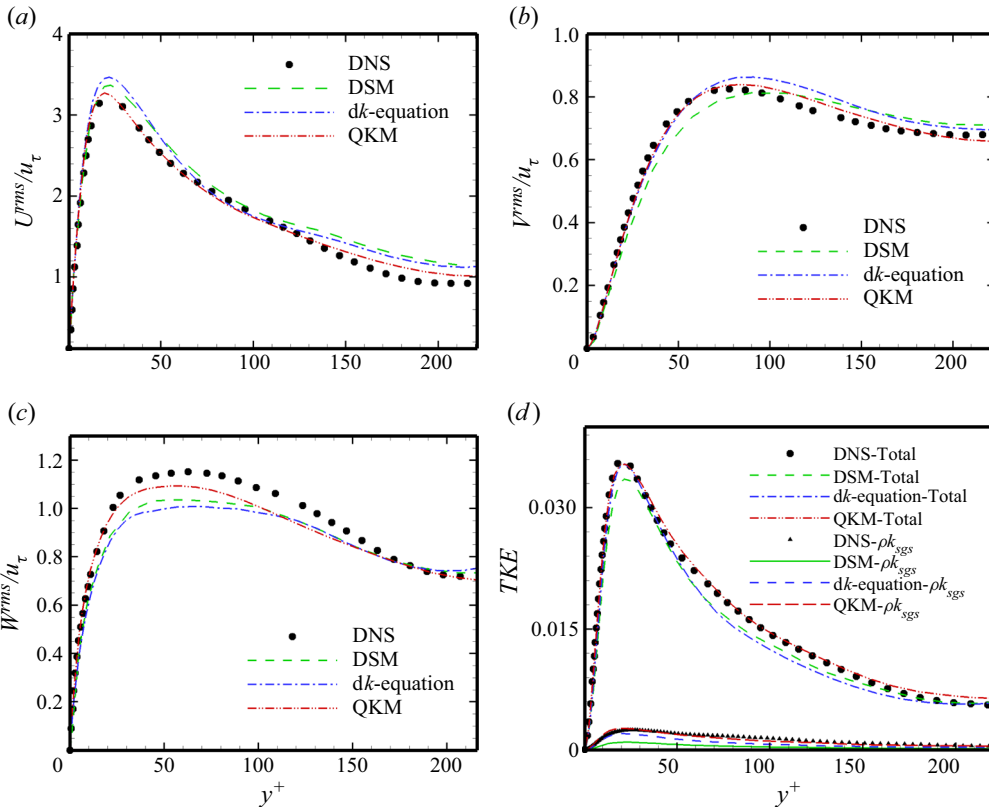 (a)
4
3
2
1
50
100
150
200
U^rms/u_τ
DNS
DSM
dk-equation
QKM
(b)
1.0
0.8
0.6
0.4
0.2
0
0
50
100
150
200
V^rms/u_τ
DNS
DSM
dk-equation
QKM
(c)
1.2
1.0
0.8
0.6
0.4
0.2
0
50
100
150
200
W^rms/u_τ
y^+
DNS
DSM
dk-equation
QKM
(d)
0.030
0.015
0
50
100
150
200
TKE
y^+
DNS-Total
DSM-Total
dk-equation-Total
QKM-Total
DNS-ρk_sgs
DSM-ρk_sgs
dk-equation-ρk_sgs
QKM-ρk_sgs